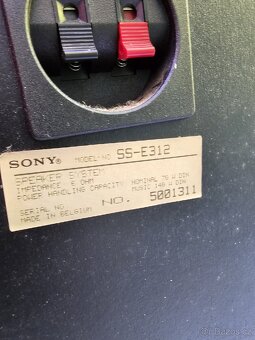 SONY® MODEL NO. SS-E312
SPEAKER SYSTEM
IMPEDANCE 6 OHM
POWER HANDLING CAPACITY NOMINAL 70 W DIN
MUSIC 140 W DIN
SERIAL NO.
NO. 5001311
MADE IN BELGIUM